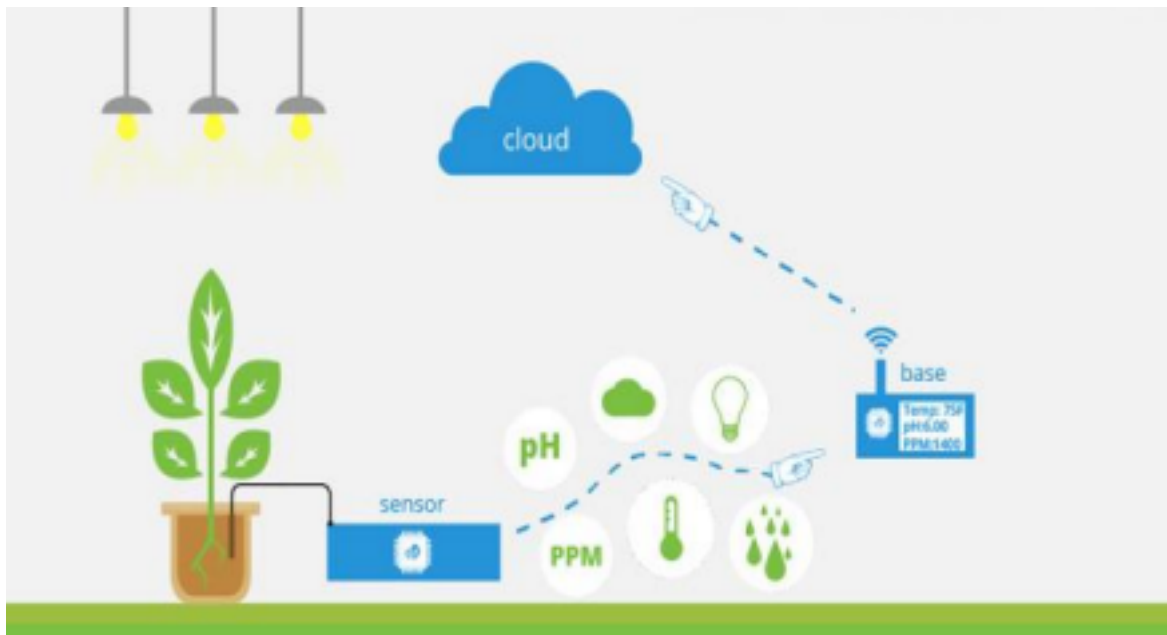 cloud
base
Temp: 75F
pH:6.00
PPM:1400
pH
sensor
PPM